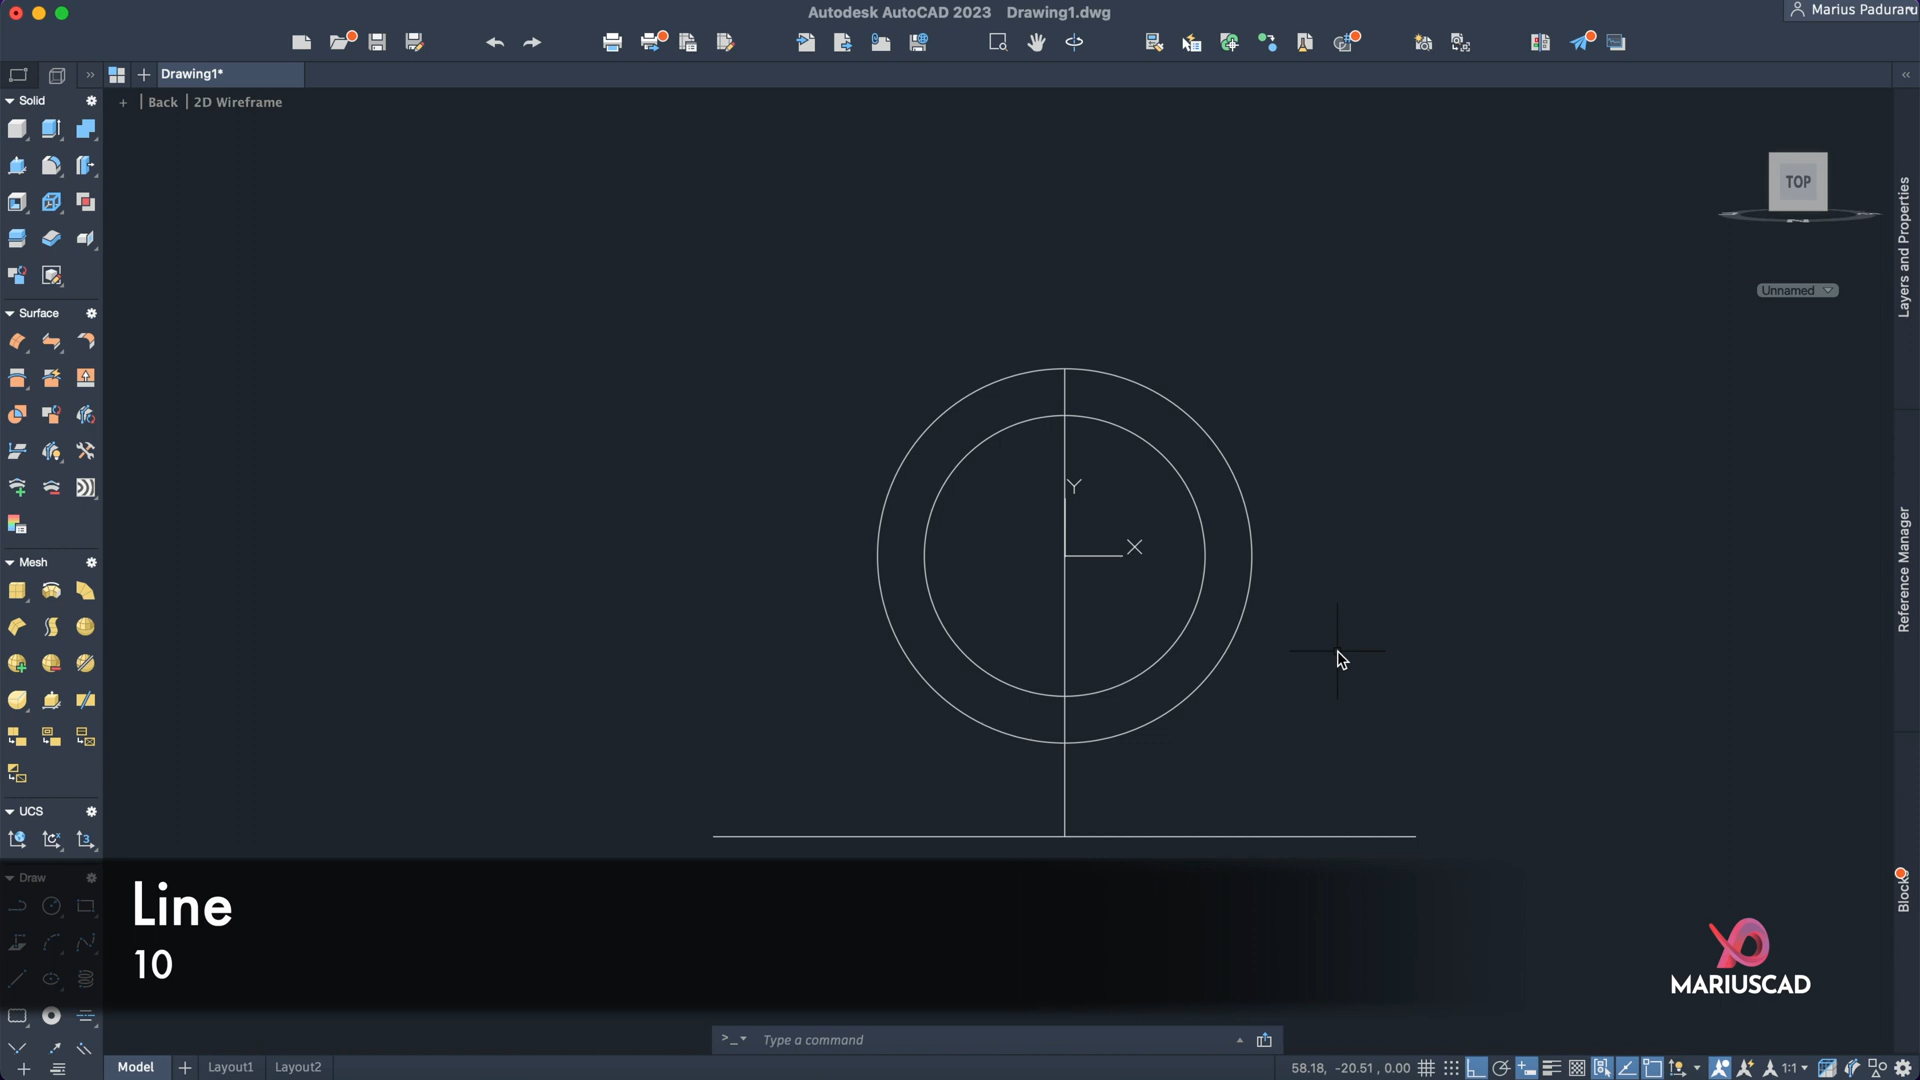 Autodesk AutoCAD 2023 Drawing1.dwg
Marius Paduraru
Drawing1*
Solid
+ | Back | 2D Wireframe
TOP
Unnamed
Layers and Properties
Surface
Y
X
Reference Manager
Mesh
UCS
Blocks
Draw
Line
10
MARIUSCAD
>_ Type a command
Model
Layout1
Layout2
58.18, -20.51 , 0.00
1:1